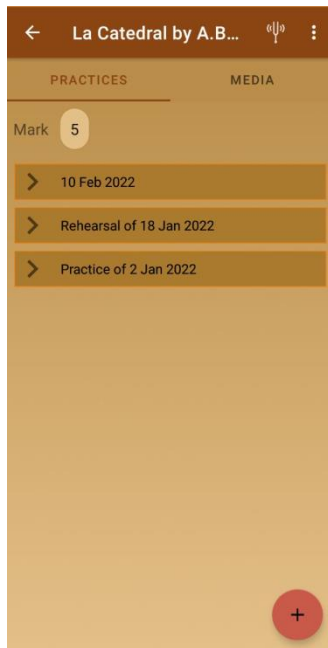 La Catedral by A.B...
PRACTICES MEDIA
Mark 5
10 Feb 2022
Rehearsal of 18 Jan 2022
Practice of 2 Jan 2022
+